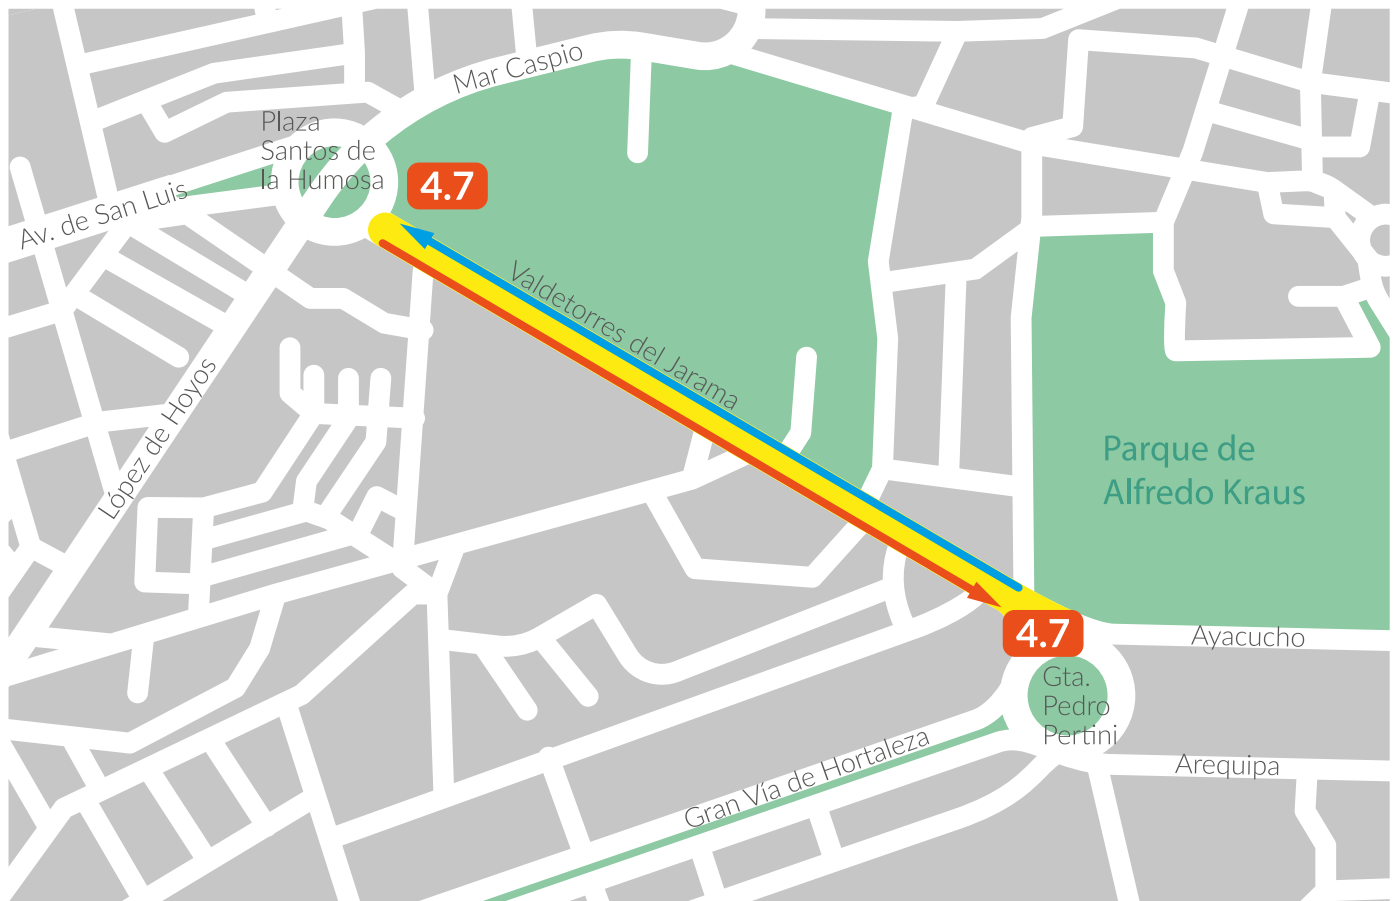 Mar Caspio
Plaza
Santos de
la Humosa
4.7
Av. de San Luis
Valdetorres del Jarama
López de Hoyos
Parque de
Alfredo Kraus
4.7
Ayacucho
Gta.
Pedro
Pertini
Gran Vía de Hortaleza
Arequipa